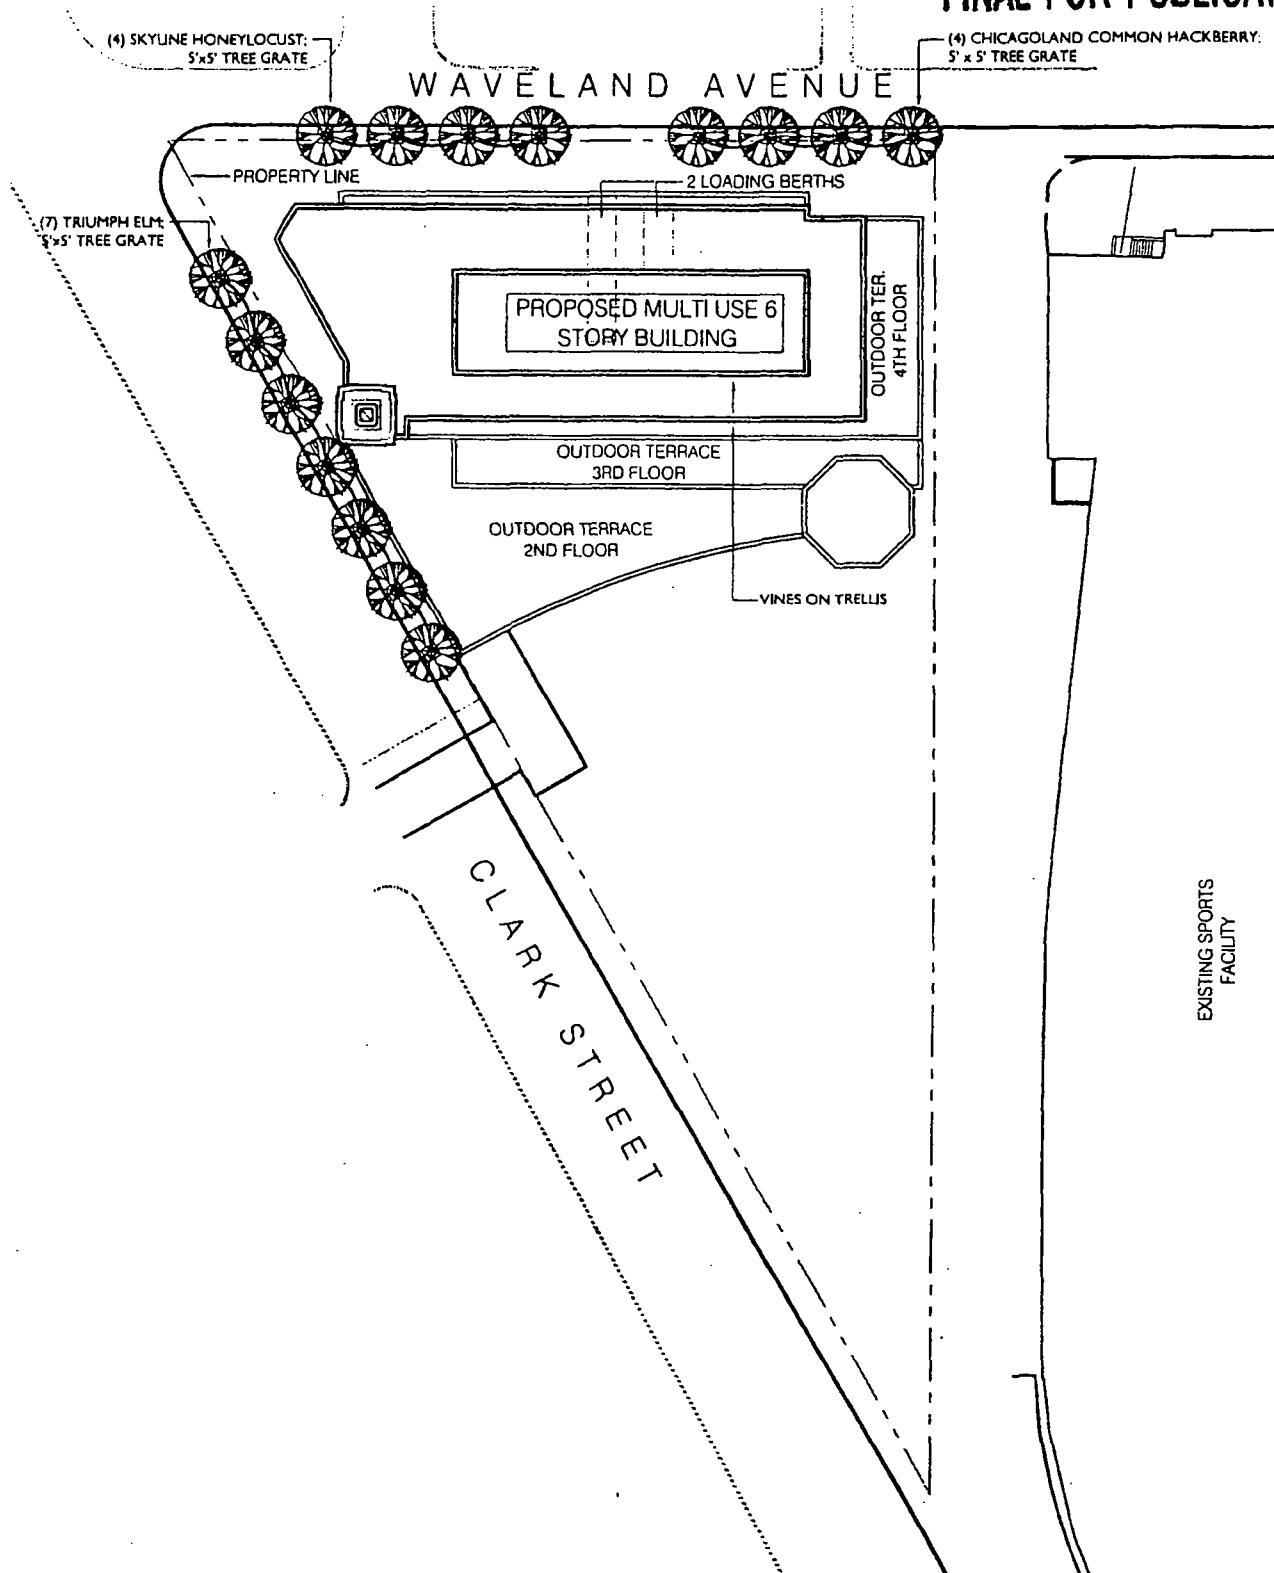 FINAL FOR
(4) SKYLINE HONEYLOCUST;
5'x5' TREE GRATE
(4) CHICAGOLAND COMMON HACKBERRY;
5' x 5' TREE GRATE
WAVELAND AVENUE
PROPERTY LINE
2 LOADING BERTHS
(7) TRIUMPH ELM;
5'x5' TREE GRATE
PROPOSED MULTI USE 6
STORY BUILDING
OUTDOOR TER.
4TH FLOOR
OUTDOOR TERRACE
3RD FLOOR
OUTDOOR TERRACE
2ND FLOOR
VINES ON TRELLIS
CLARK STREET
EXISTING SPORTS
FACILITY